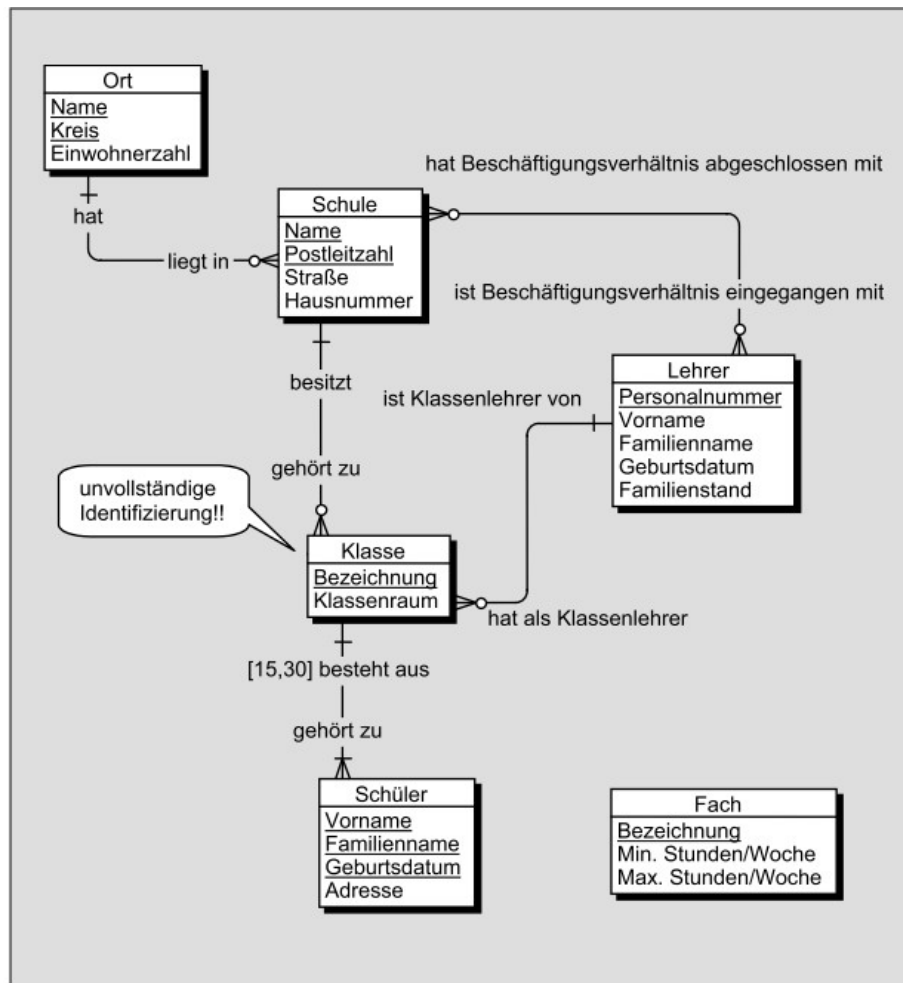 Ort
Name
Kreis
Einwohnerzahl
hat
liegt in
Schule
Name
Postleitzahl
Straße
Hausnummer
hat Beschäftigungsverhältnis abgeschlossen mit
ist Beschäftigungsverhältnis eingegangen mit
Lehrer
Personalnummer
Vorname
Familienname
Geburtsdatum
Familienstand
besitzt
ist Klassenlehrer von
gehört zu
unvollständige
Identifizierung!!
Klasse
Bezeichnung
Klassenraum
hat als Klassenlehrer
[15,30] besteht aus
gehört zu
Schüler
Vorname
Familienname
Geburtsdatum
Adresse
Fach
Bezeichnung
Min. Stunden/Woche
Max. Stunden/Woche